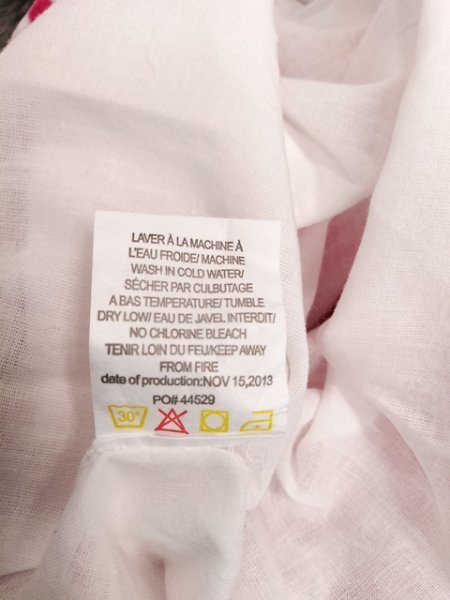 LAVER À LA MACHINE À
L'EAU FROIDE/ MACHINE
WASH IN COLD WATER/
SÉCHER PAR CULBUTAGE
A BAS TEMPERATURE/ TUMBLE
DRY LOW/ EAU DE JAVEL INTERDIT/
NO CHLORINE BLEACH
TENIR LOIN DU FEU/KEEP AWAY
FROM FIRE
date of production:NOV 15,2013
PO# 44529
30°